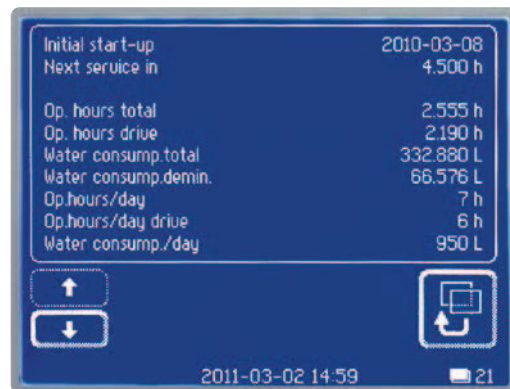 Initial start-up 2010-03-08
Next service in 4.500 h
Op. hours total 2.555 h
Op. hours drive 2.190 h
Water consump.total 332.880 L
Water consump.demin. 66.576 L
Op.hours/day 7 h
Op.hours/day drive 6 h
Water consump./day 950 L
2011-03-02 14:59 21